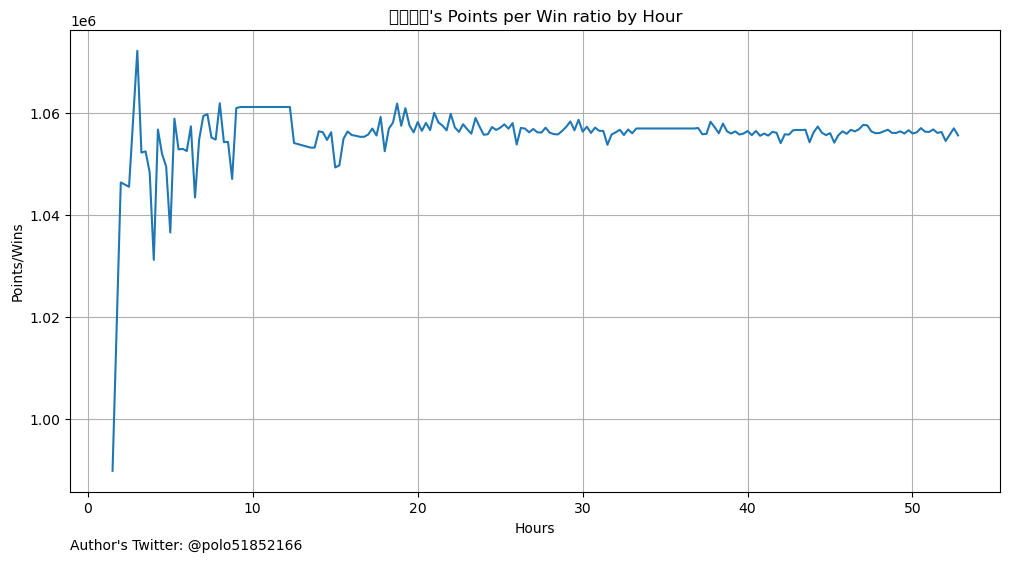 's Points per Win ratio by Hour
1e6
1.06
1.04
1.02
1.00
Points/Wins
0
10
20
30
40
50
Hours
Author's Twitter: @polo51852166